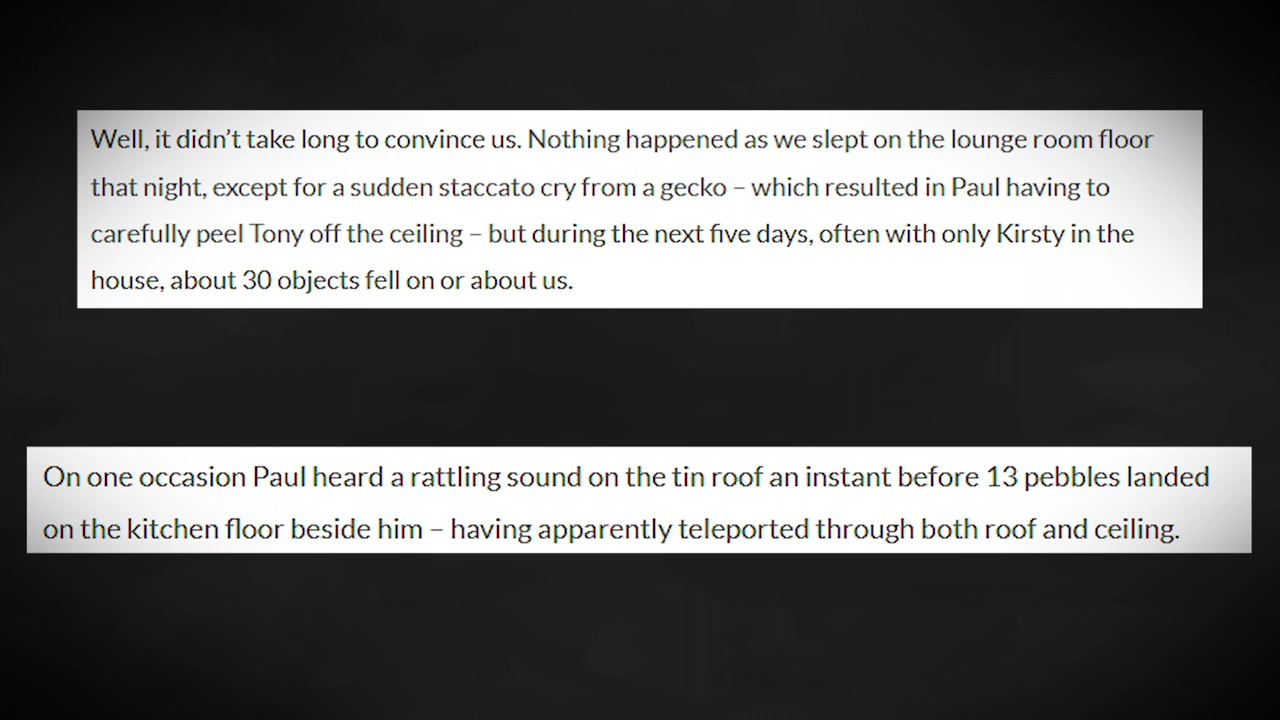 Well, it didn’t take long to convince us. Nothing happened as we slept on the lounge room floor
that night, except for a sudden staccato cry from a gecko – which resulted in Paul having to
carefully peel Tony off the ceiling – but during the next five days, often with only Kirsty in the
house, about 30 objects fell on or about us.
On one occasion Paul heard a rattling sound on the tin roof an instant before 13 pebbles landed
on the kitchen floor beside him – having apparently teleported through both roof and ceiling.